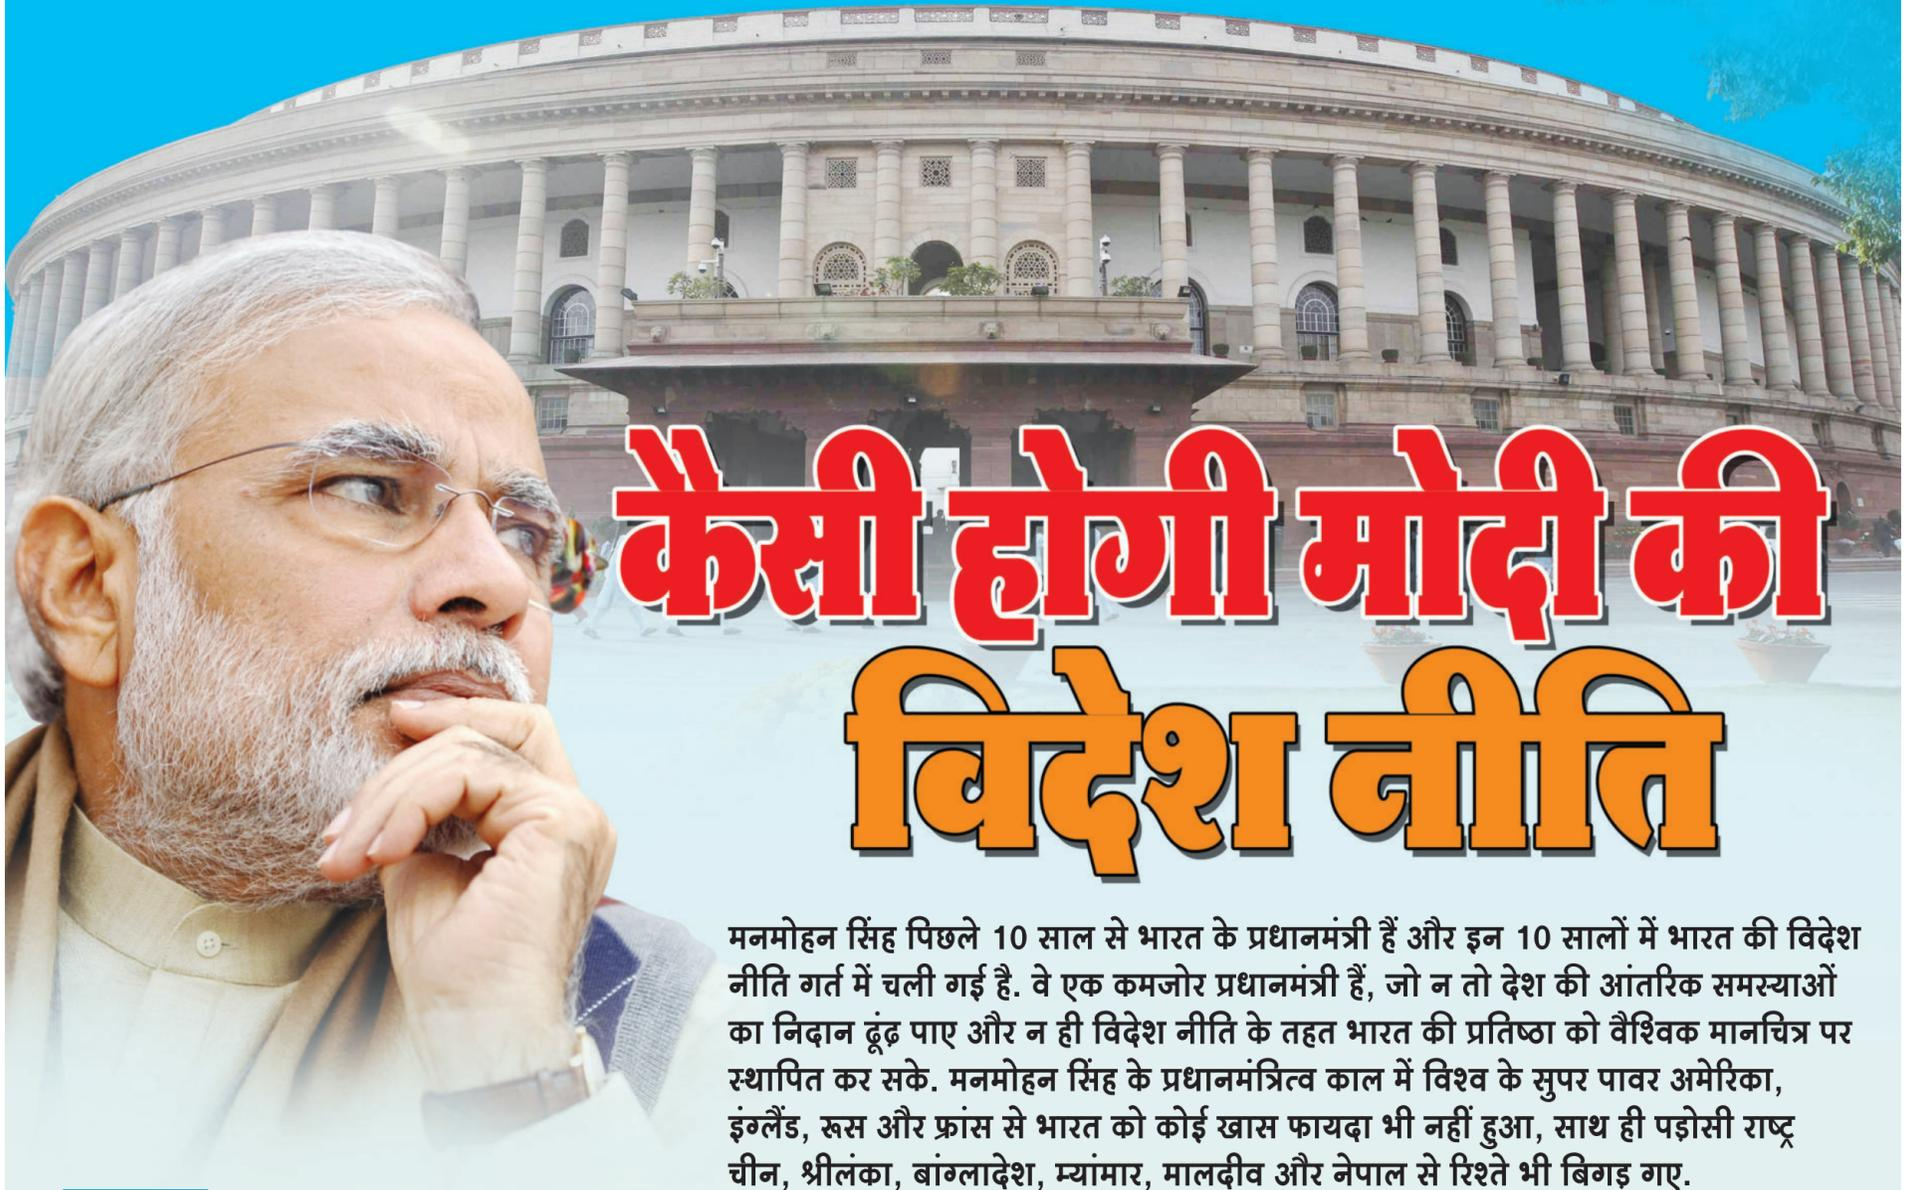 कैसी होगी मोदी की
विदेश नीति
मनमोहन सिंह पिछले 10 साल से भारत के प्रधानमंत्री हैं और इन 10 सालों में भारत की विदेश
नीति गर्त में चली गई है. वे एक कमजोर प्रधानमंत्री हैं, जो न तो देश की आंतरिक समस्याओं
का निदान ढूंढ़ पाए और न ही विदेश नीति के तहत भारत की प्रतिष्ठा को वैश्विक मानचित्र पर
स्थापित कर सके. मनमोहन सिंह के प्रधानमंत्रित्व काल में विश्व के सुपर पावर अमेरिका,
इंग्लैंड, रूस और फ्रांस से भारत को कोई खास फायदा भी नहीं हुआ, साथ ही पड़ोसी राष्ट्र
चीन, श्रीलंका, बांग्लादेश, म्यांमार, मालदीव और नेपाल से रिश्ते भी बिगड़ गए.